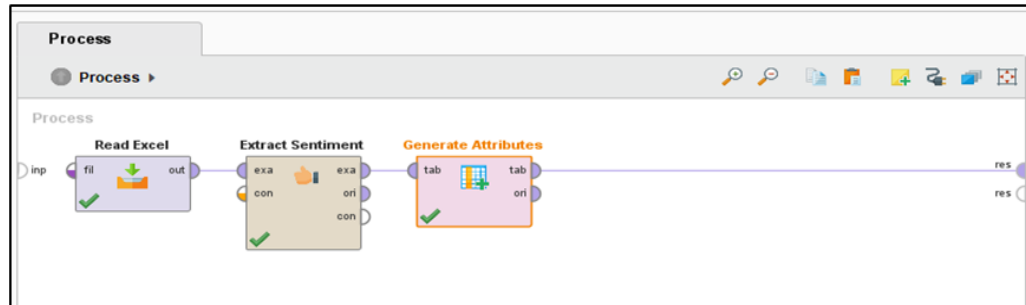 Process
Process
Process
Read Excel
Extract Sentiment
Generate Attributes
inp
fil
out
exa
exa
tab
tab
res
con
ori
ori
res
con